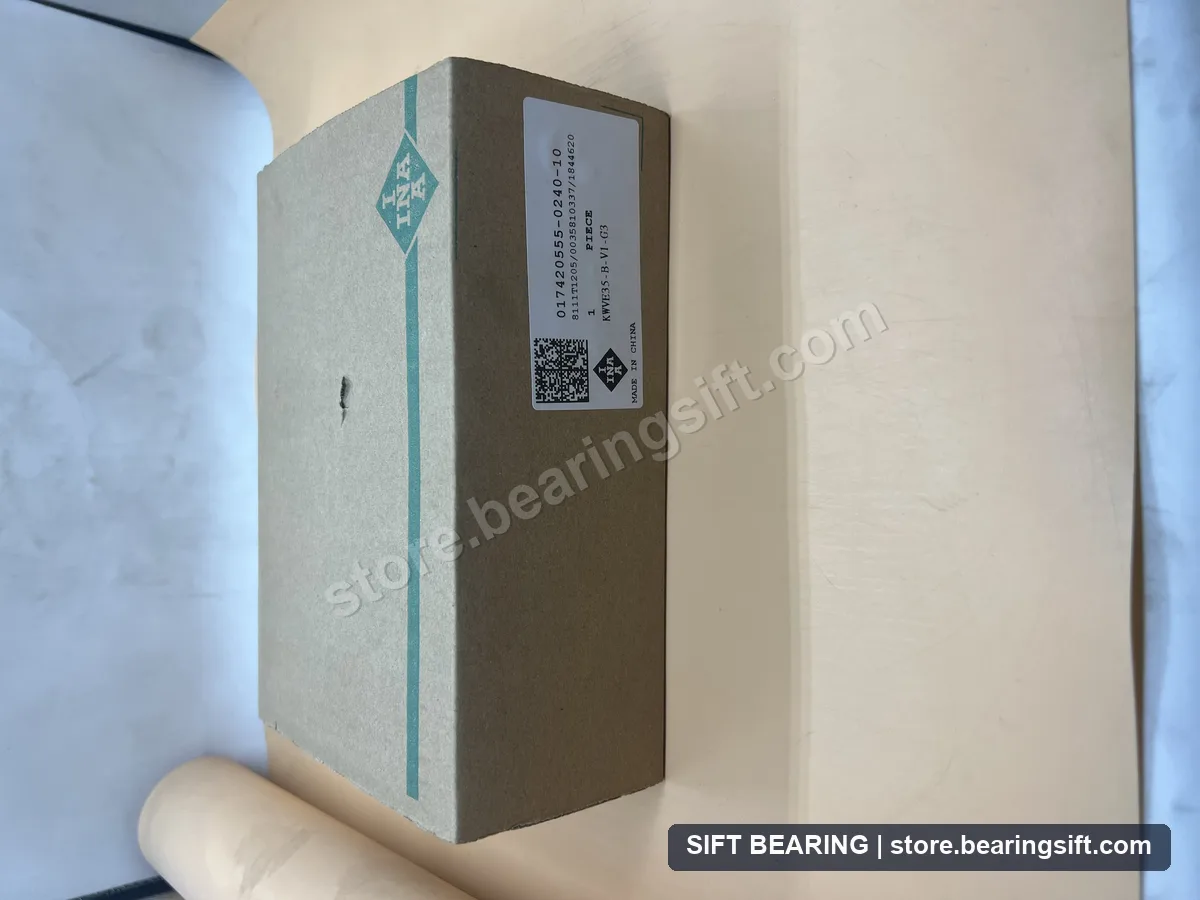 I
INA
A
017420555-0240-10
8111T1205/0035810337/1844620
1 PIECE
KWVE35-B-V1-G3
I
INA
A
MADE IN CHINA
store.bearingsift.com
SIFT BEARING | store.bearingsift.com